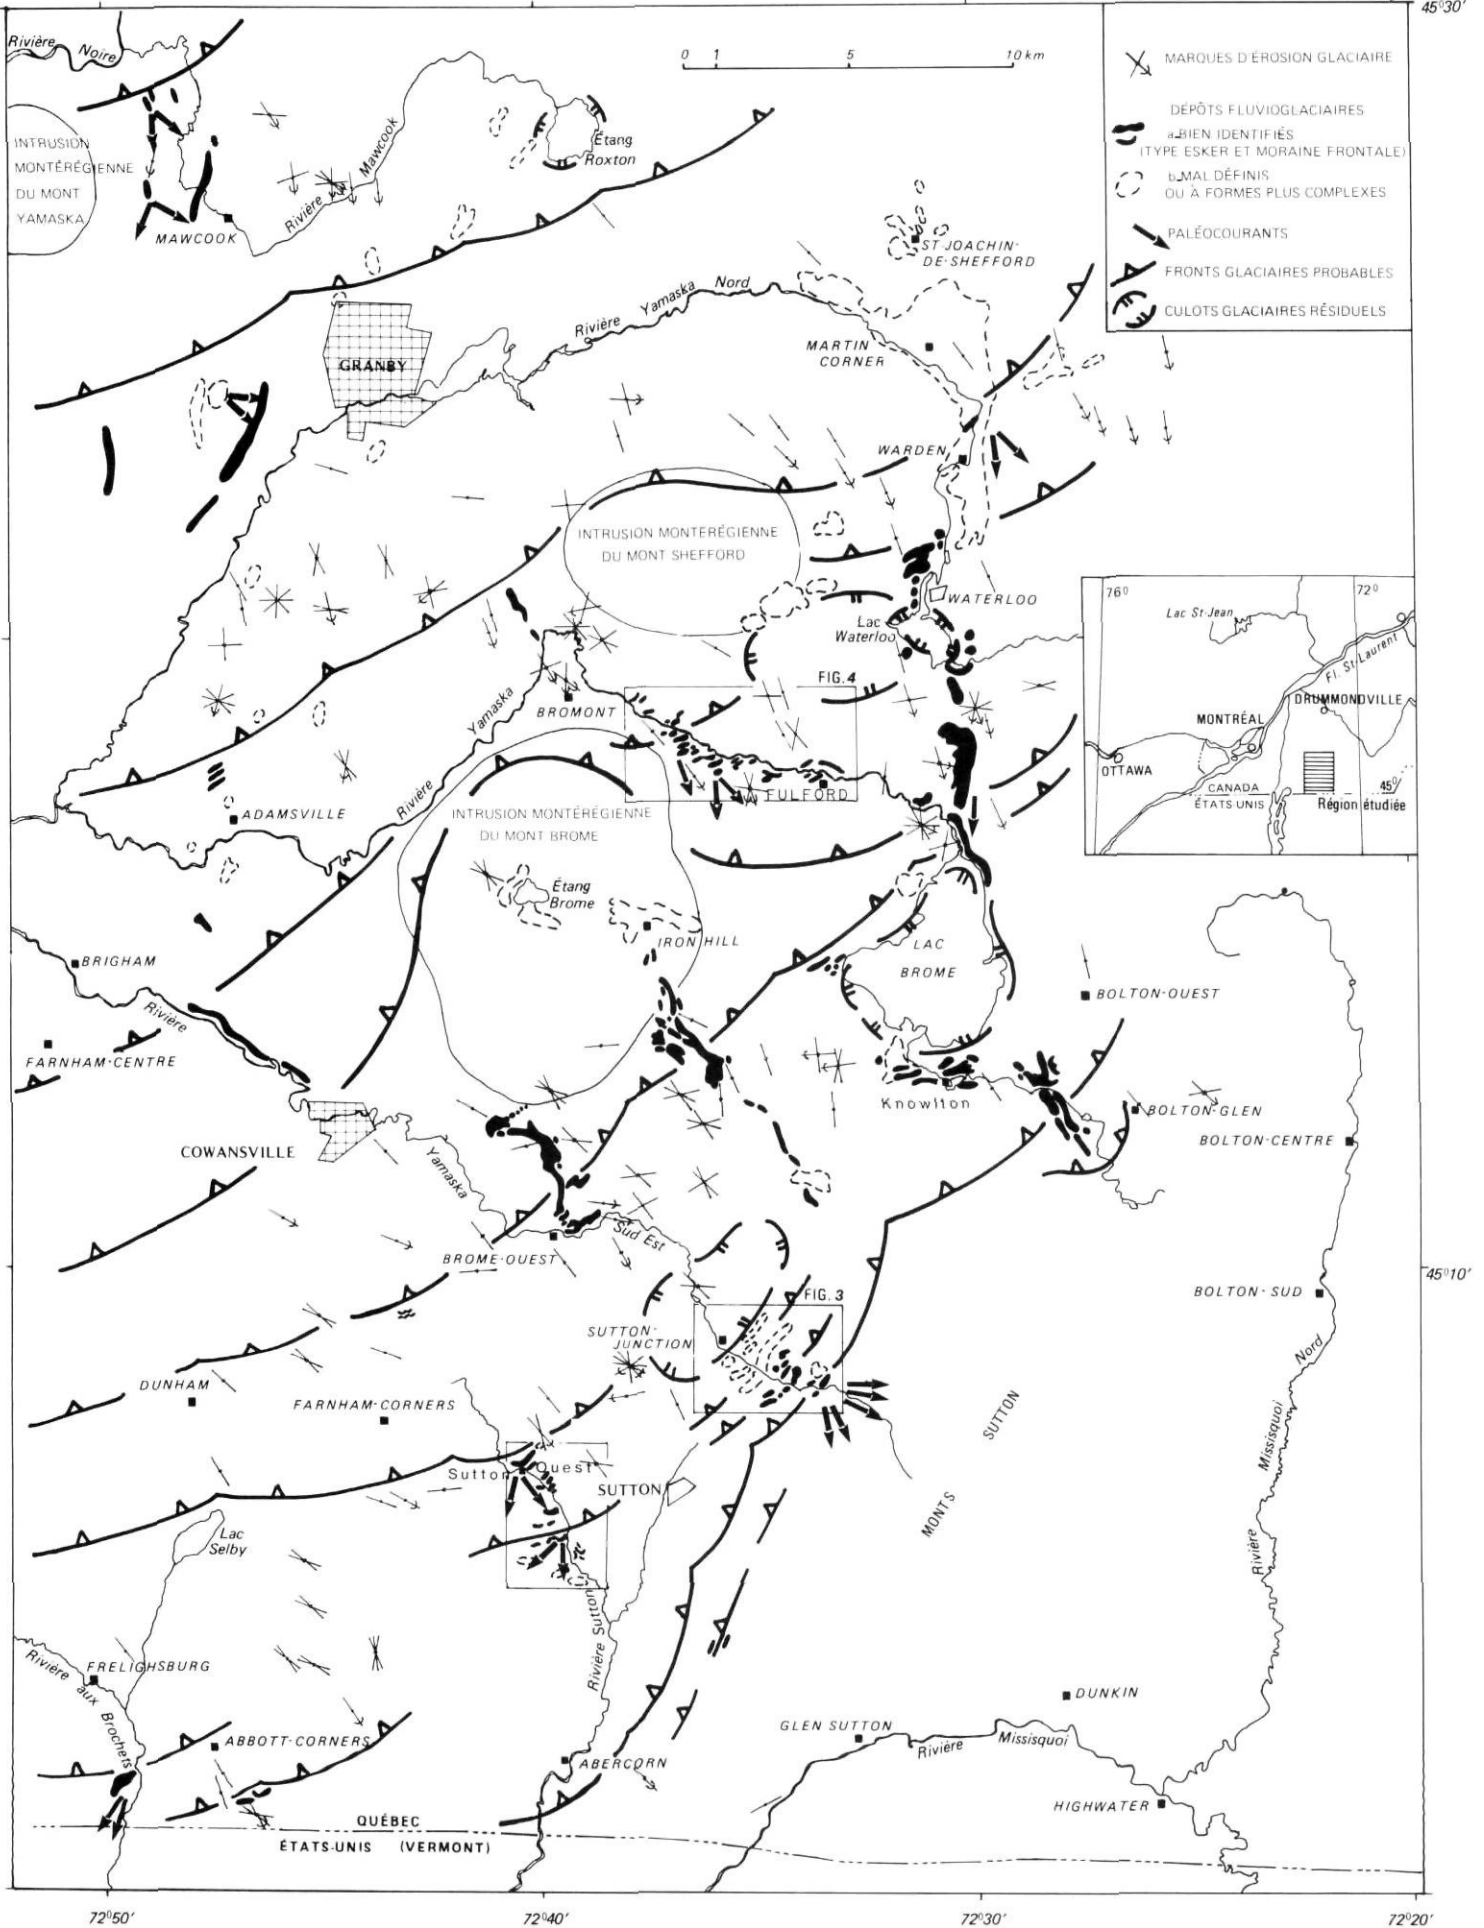 45°30'
Rivière Noire
0 1 5 10 km
MARQUES D'ÉROSION GLACIAIRE
DÉPÔTS FLUVIOGLACIAIRES
a_BIEN IDENTIFIÉS
(TYPE ESKER ET MORAINE FRONTALE)
b_MAL DÉFINIS
OU À FORMES PLUS COMPLEXES
PALÉOCOURANTS
FRONTS GLACIAIRES PROBABLES
CULOTS GLACIAIRES RÉSIDUELS
INTRUSION
MONTÉRÉGIENNE
DU MONT
YAMASKA
MAWCOOK
Rivière Mawcook
Étang
Roxton
ST-JOACHIN-
DE-SHEFFORD
Rivière Yamaska Nord
MARTIN
CORNER
GRANBY
WARDEN
INTRUSION MONTÉRÉGIENNE
DU MONT SHEFFORD
WATERLOO
Lac
Waterloo
76° 72°
Lac St-Jean
Fl. St-Laurent
DRUMMONDVILLE
MONTRÉAL
OTTAWA
CANADA
ÉTATS-UNIS
45°
Région étudiée
FIG. 4
BROMONT
Rivière Yamaska
FULFORD
ADAMSVILLE
INTRUSION MONTÉRÉGIENNE
DU MONT BROME
Étang
Brome
IRON HILL
LAC
BROME
BRIGHAM
BOLTON-OUEST
Rivière
FARNHAM-CENTRE
Knowlton
BOLTON-GLEN
BOLTON-CENTRE
COWANSVILLE
Yamaska
Sud Est
BROME-OUEST
45°10'
BOLTON-SUD
FIG. 3
SUTTON-
JUNCTION
DUNHAM
FARNHAM-CORNERS
Sutton Ouest
SUTTON
MONTS SUTTON
Rivière Missisquoi Nord
Lac
Selby
Rivière Sutton
FRELIGHSBURG
Rivière aux Brochets
DUNKIN
GLEN SUTTON
Rivière Missisquoi
ABBOTT-CORNERS
ABERCORN
HIGHWATER
QUÉBEC
ÉTATS-UNIS (VERMONT)
72°50' 72°40' 72°30' 72°20'